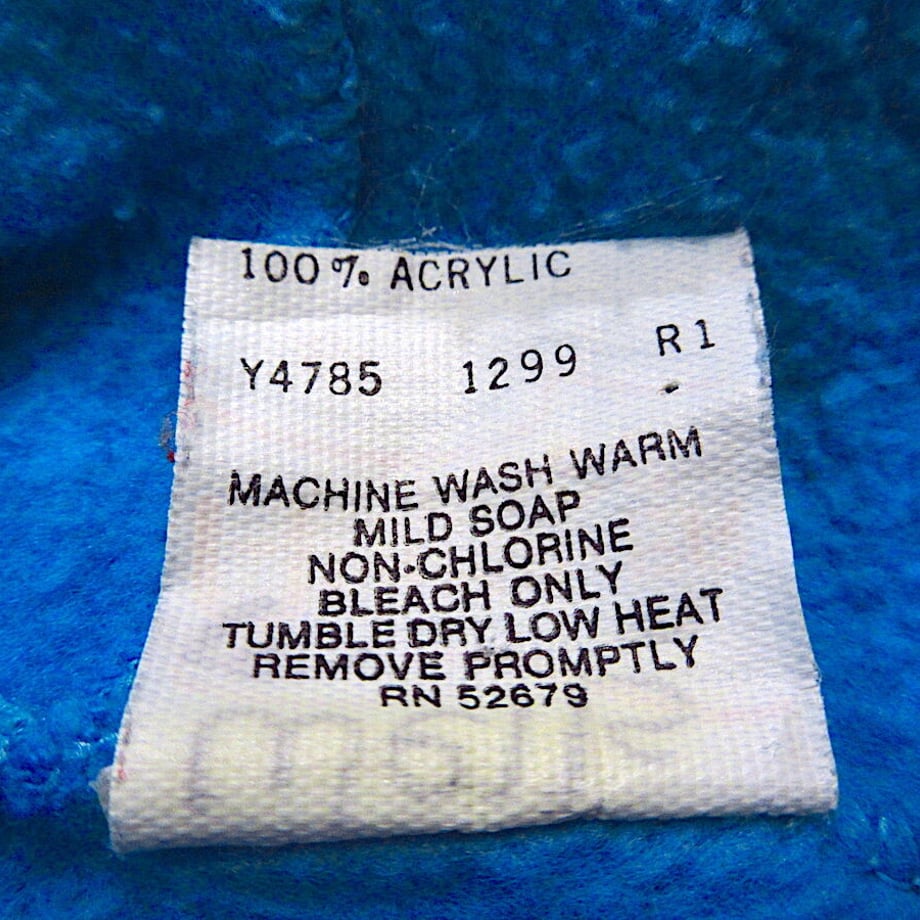 100% ACRYLIC
Y4785 1299 R1
MACHINE WASH WARM
MILD SOAP
NON-CHLORINE
BLEACH ONLY
TUMBLE DRY LOW HEAT
REMOVE PROMPTLY
RN 52679